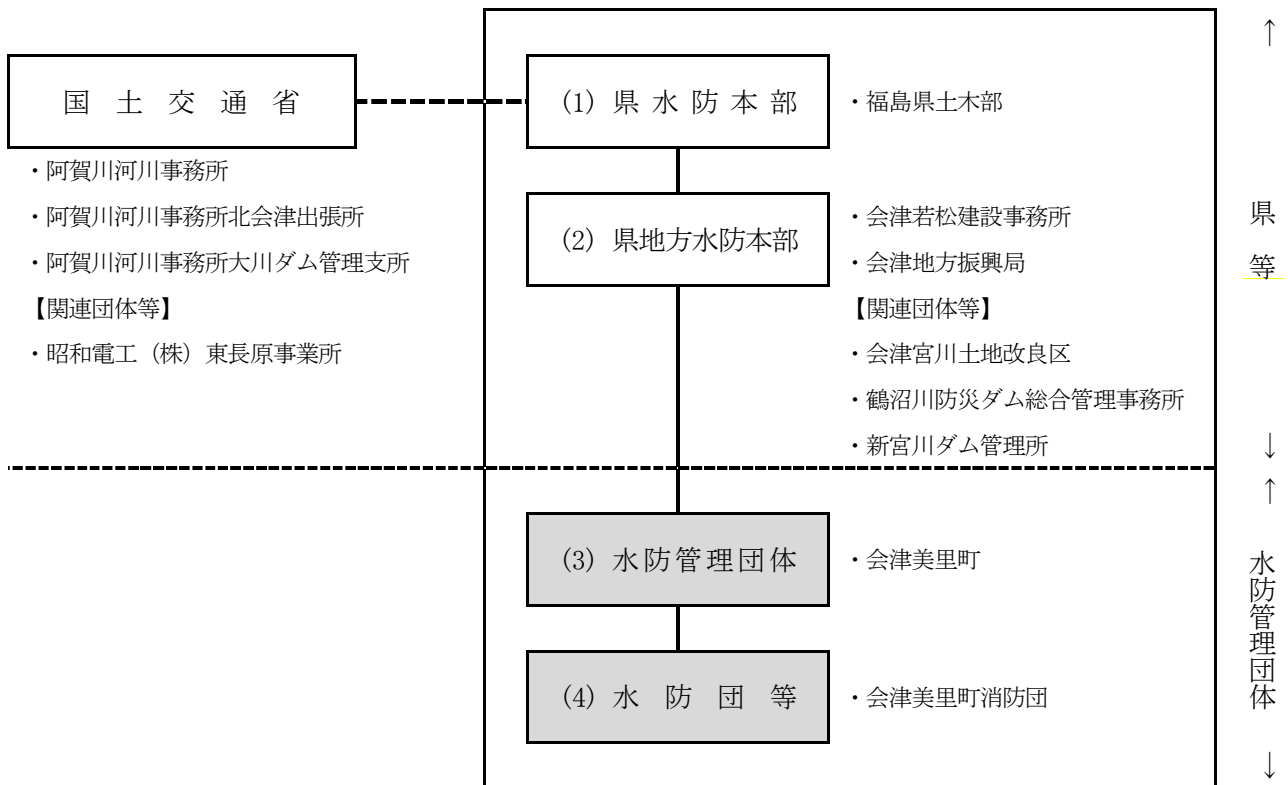 ↑
国土交通省
(1) 県水防本部
・福島県土木部
・阿賀川河川事務所
・阿賀川河川事務所北会津出張所
・阿賀川河川事務所大川ダム管理支所
【関連団体等】
・昭和電工（株）東長原事業所
(2) 県地方水防本部
・会津若松建設事務所
・会津地方振興局
【関連団体等】
・会津宮川土地改良区
・鶴沼川防災ダム総合管理事務所
・新宮川ダム管理所
県等
↓
↑
(3) 水防管理団体
・会津美里町
水防管理団体
(4) 水防団等
・会津美里町消防団
↓